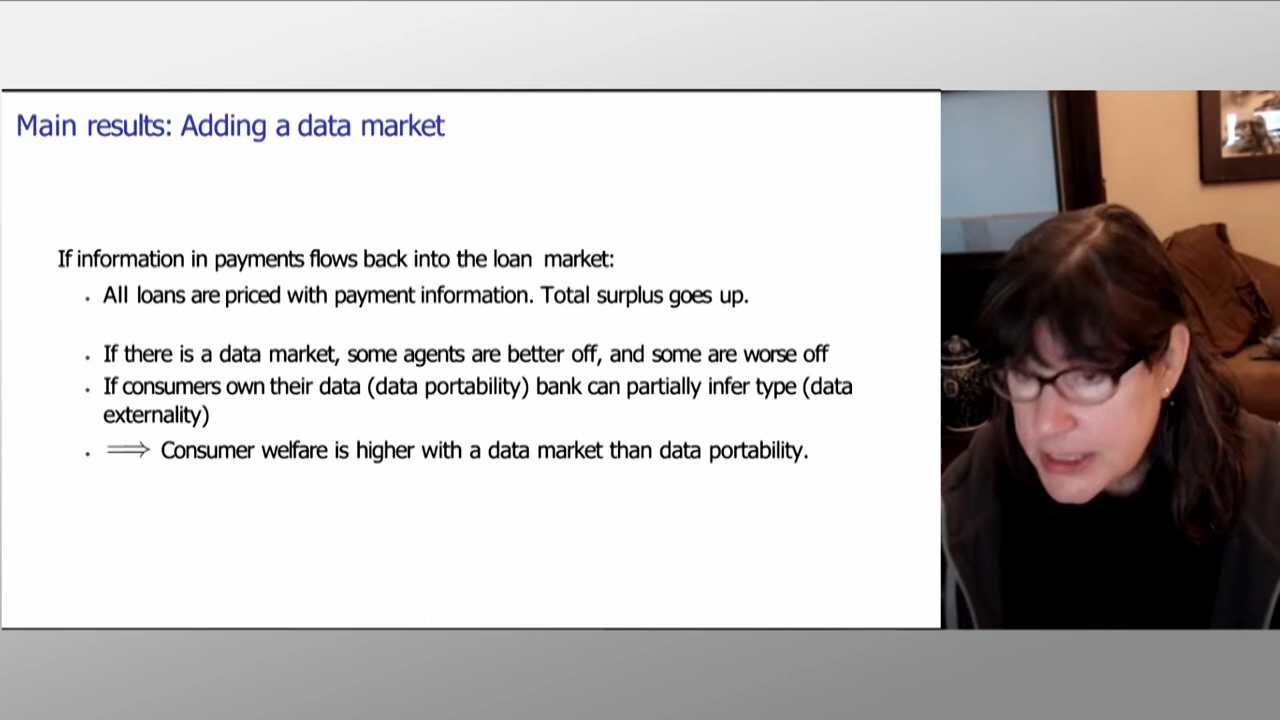 Main results: Adding a data market
If information in payments flows back into the loan market:
. All loans are priced with payment information. Total surplus goes up.
. If there is a data market, some agents are better off, and some are worse off
. If consumers own their data (data portability) bank can partially infer type (data
externality)
. ⟹ Consumer welfare is higher with a data market than data portability.